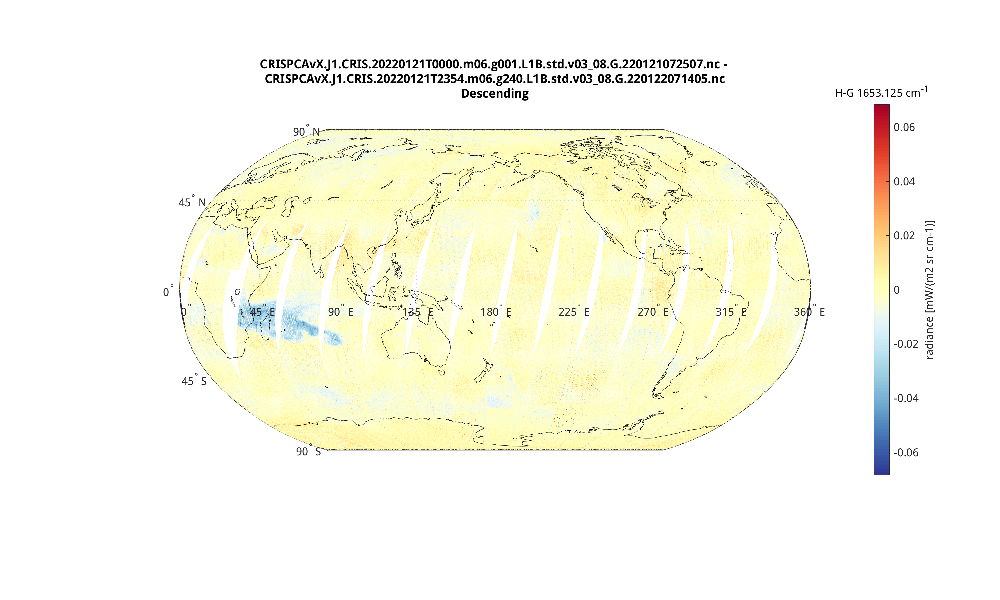 CRISPCAvX.J1.CRIS.20220121T0000.m06.g001.L1B.std.v03_08.G.220121072507.nc -
CRISPCAvX.J1.CRIS.20220121T2354.m06.g240.L1B.std.v03_08.G.220122071405.nc
Descending
H-G 1653.125 cm-1
90° N
45° N
0°
0° 45° E 90° E 135° E 180° E 225° E 270° E 315° E 360° E
45° S
90° S
0.06
0.04
0.02
0
-0.02
-0.04
-0.06
radiance [mW/(m2 sr cm-1)]